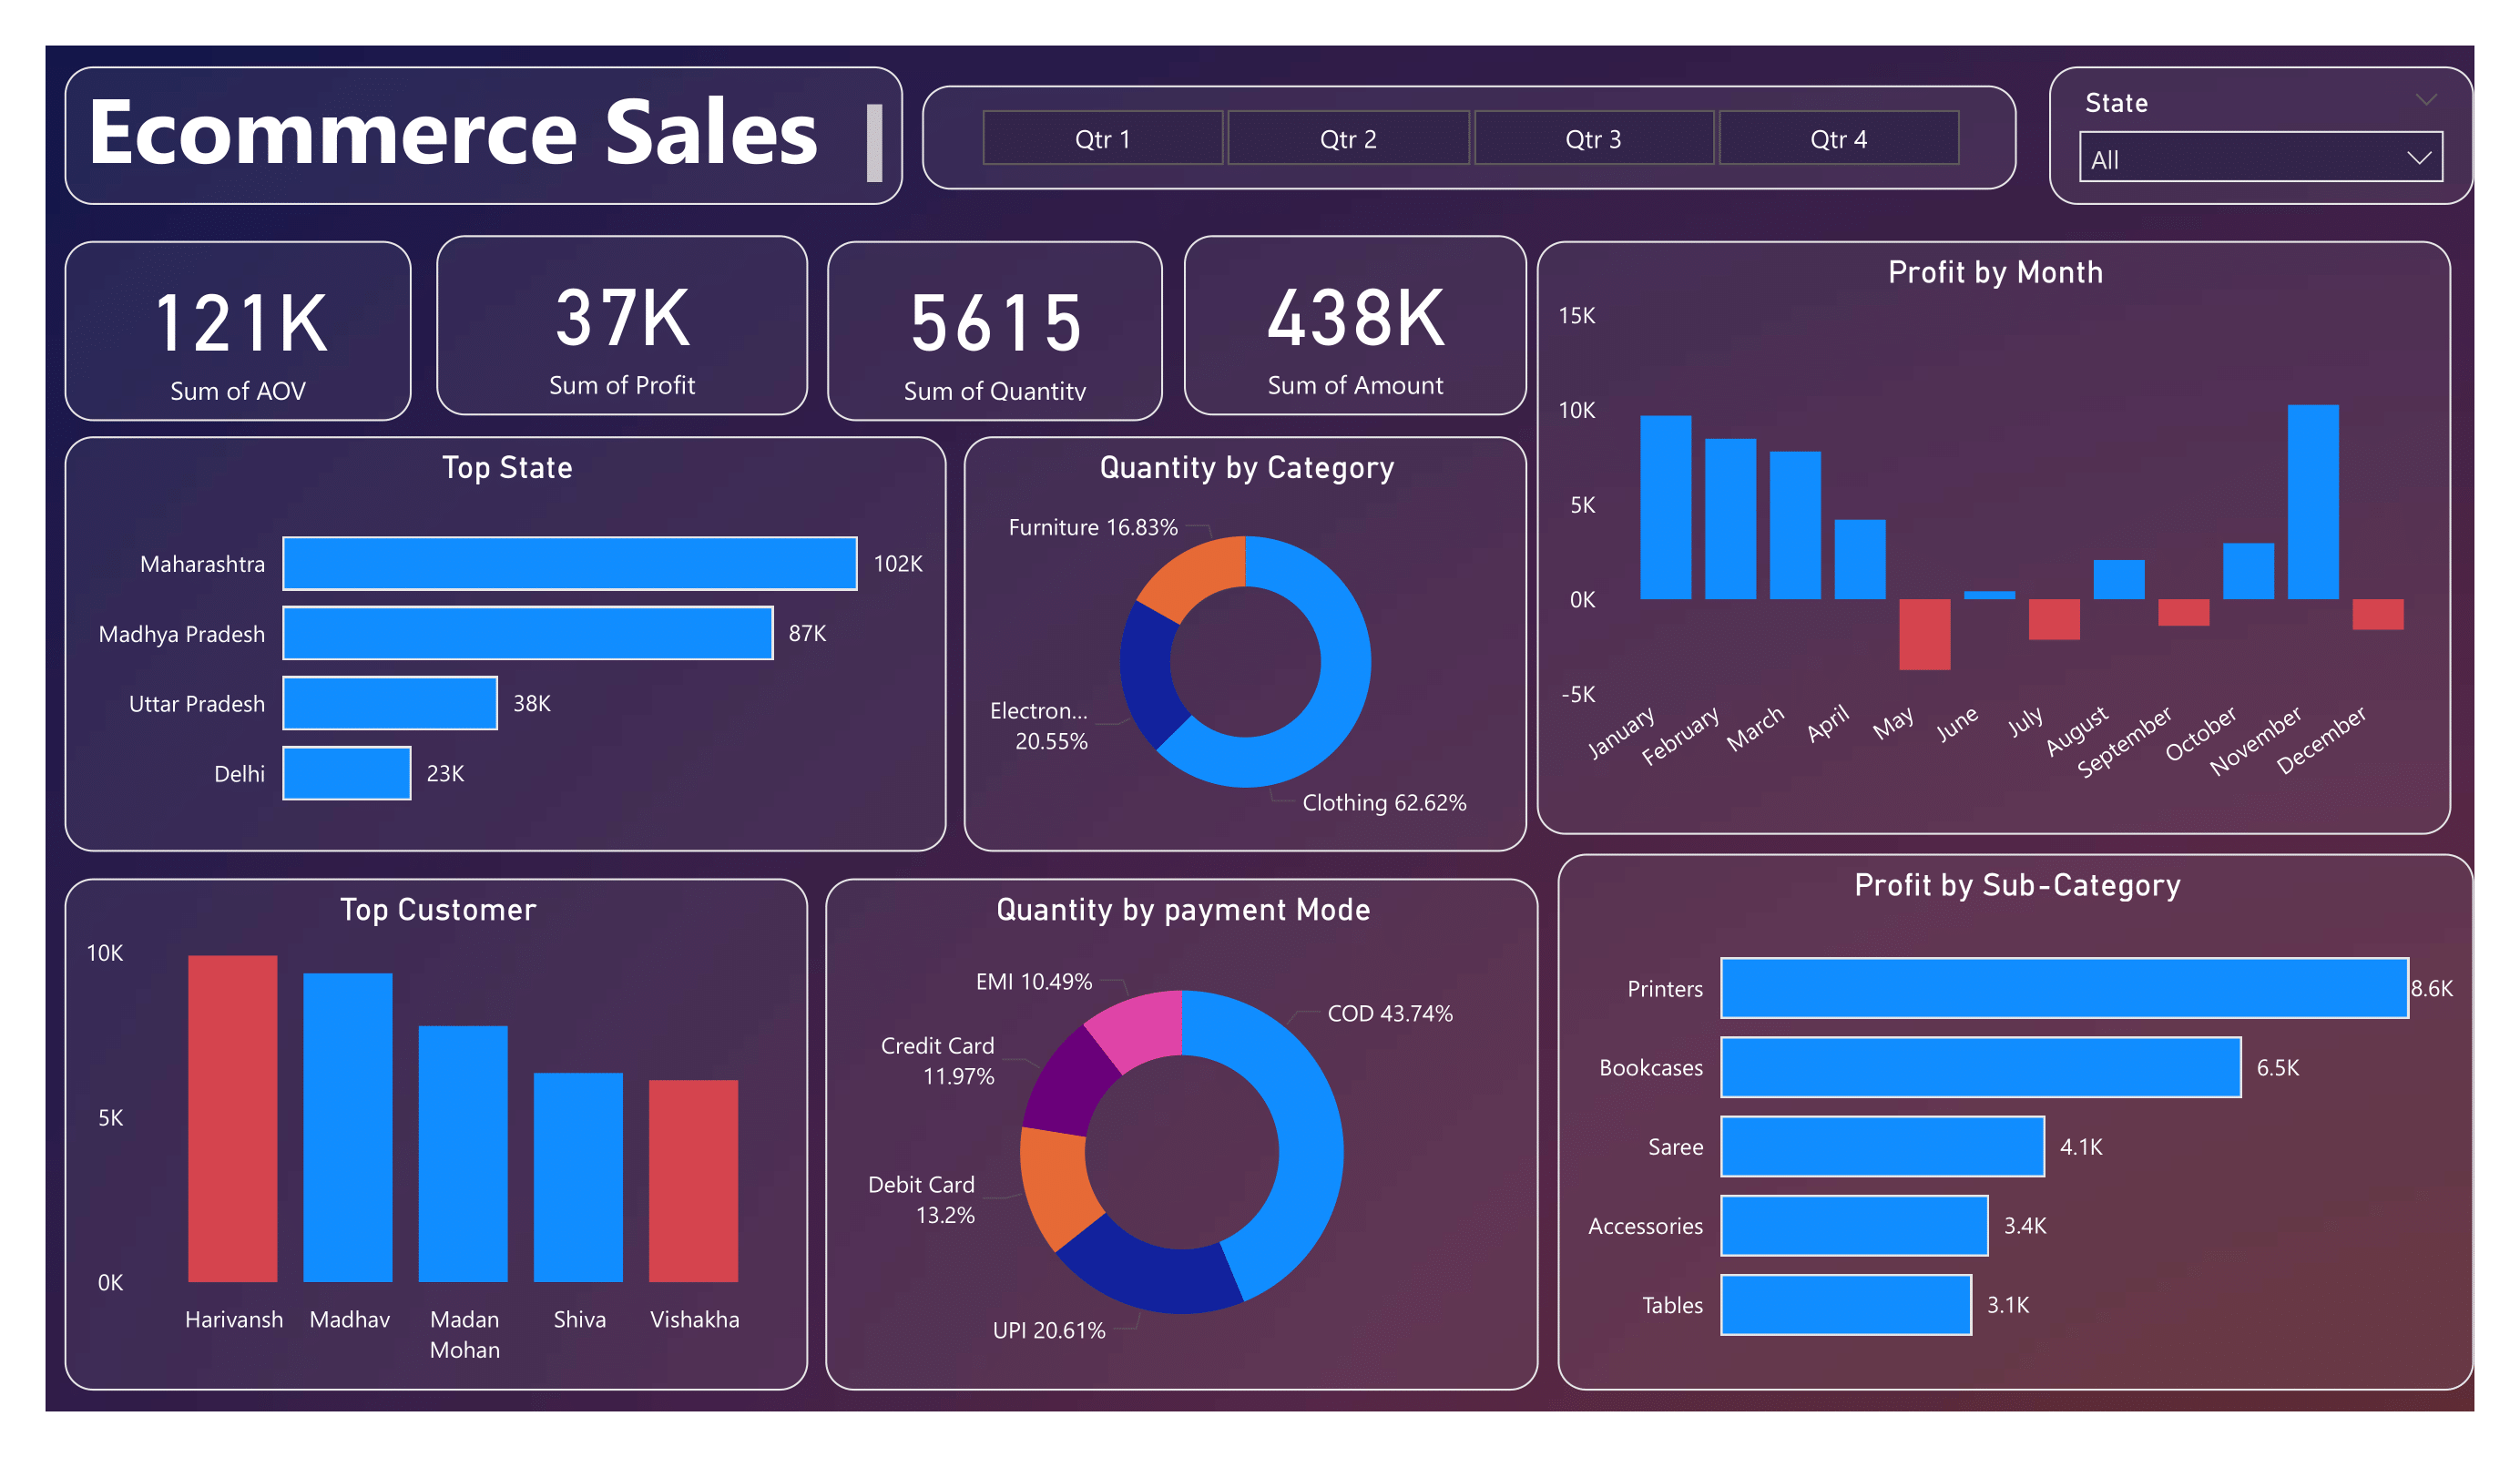 Ecommerce Sales
Qtr 1
Qtr 2
Qtr 3
Qtr 4
State
All
121K
Sum of AOV
37K
Sum of Profit
5615
Sum of Quantity
438K
Sum of Amount
Profit by Month
15K
10K
5K
0K
-5K
January
February
March
April
May
June
July
August
September
October
November
December
Top State
Maharashtra
102K
Madhya Pradesh
87K
Uttar Pradesh
38K
Delhi
23K
Quantity by Category
Furniture 16.83%
Electron...
20.55%
Clothing 62.62%
Top Customer
10K
5K
0K
Harivansh
Madhav
Madan
Mohan
Shiva
Vishakha
Quantity by payment Mode
EMI 10.49%
COD 43.74%
Credit Card
11.97%
Debit Card
13.2%
UPI 20.61%
Profit by Sub-Category
Printers
8.6K
Bookcases
6.5K
Saree
4.1K
Accessories
3.4K
Tables
3.1K